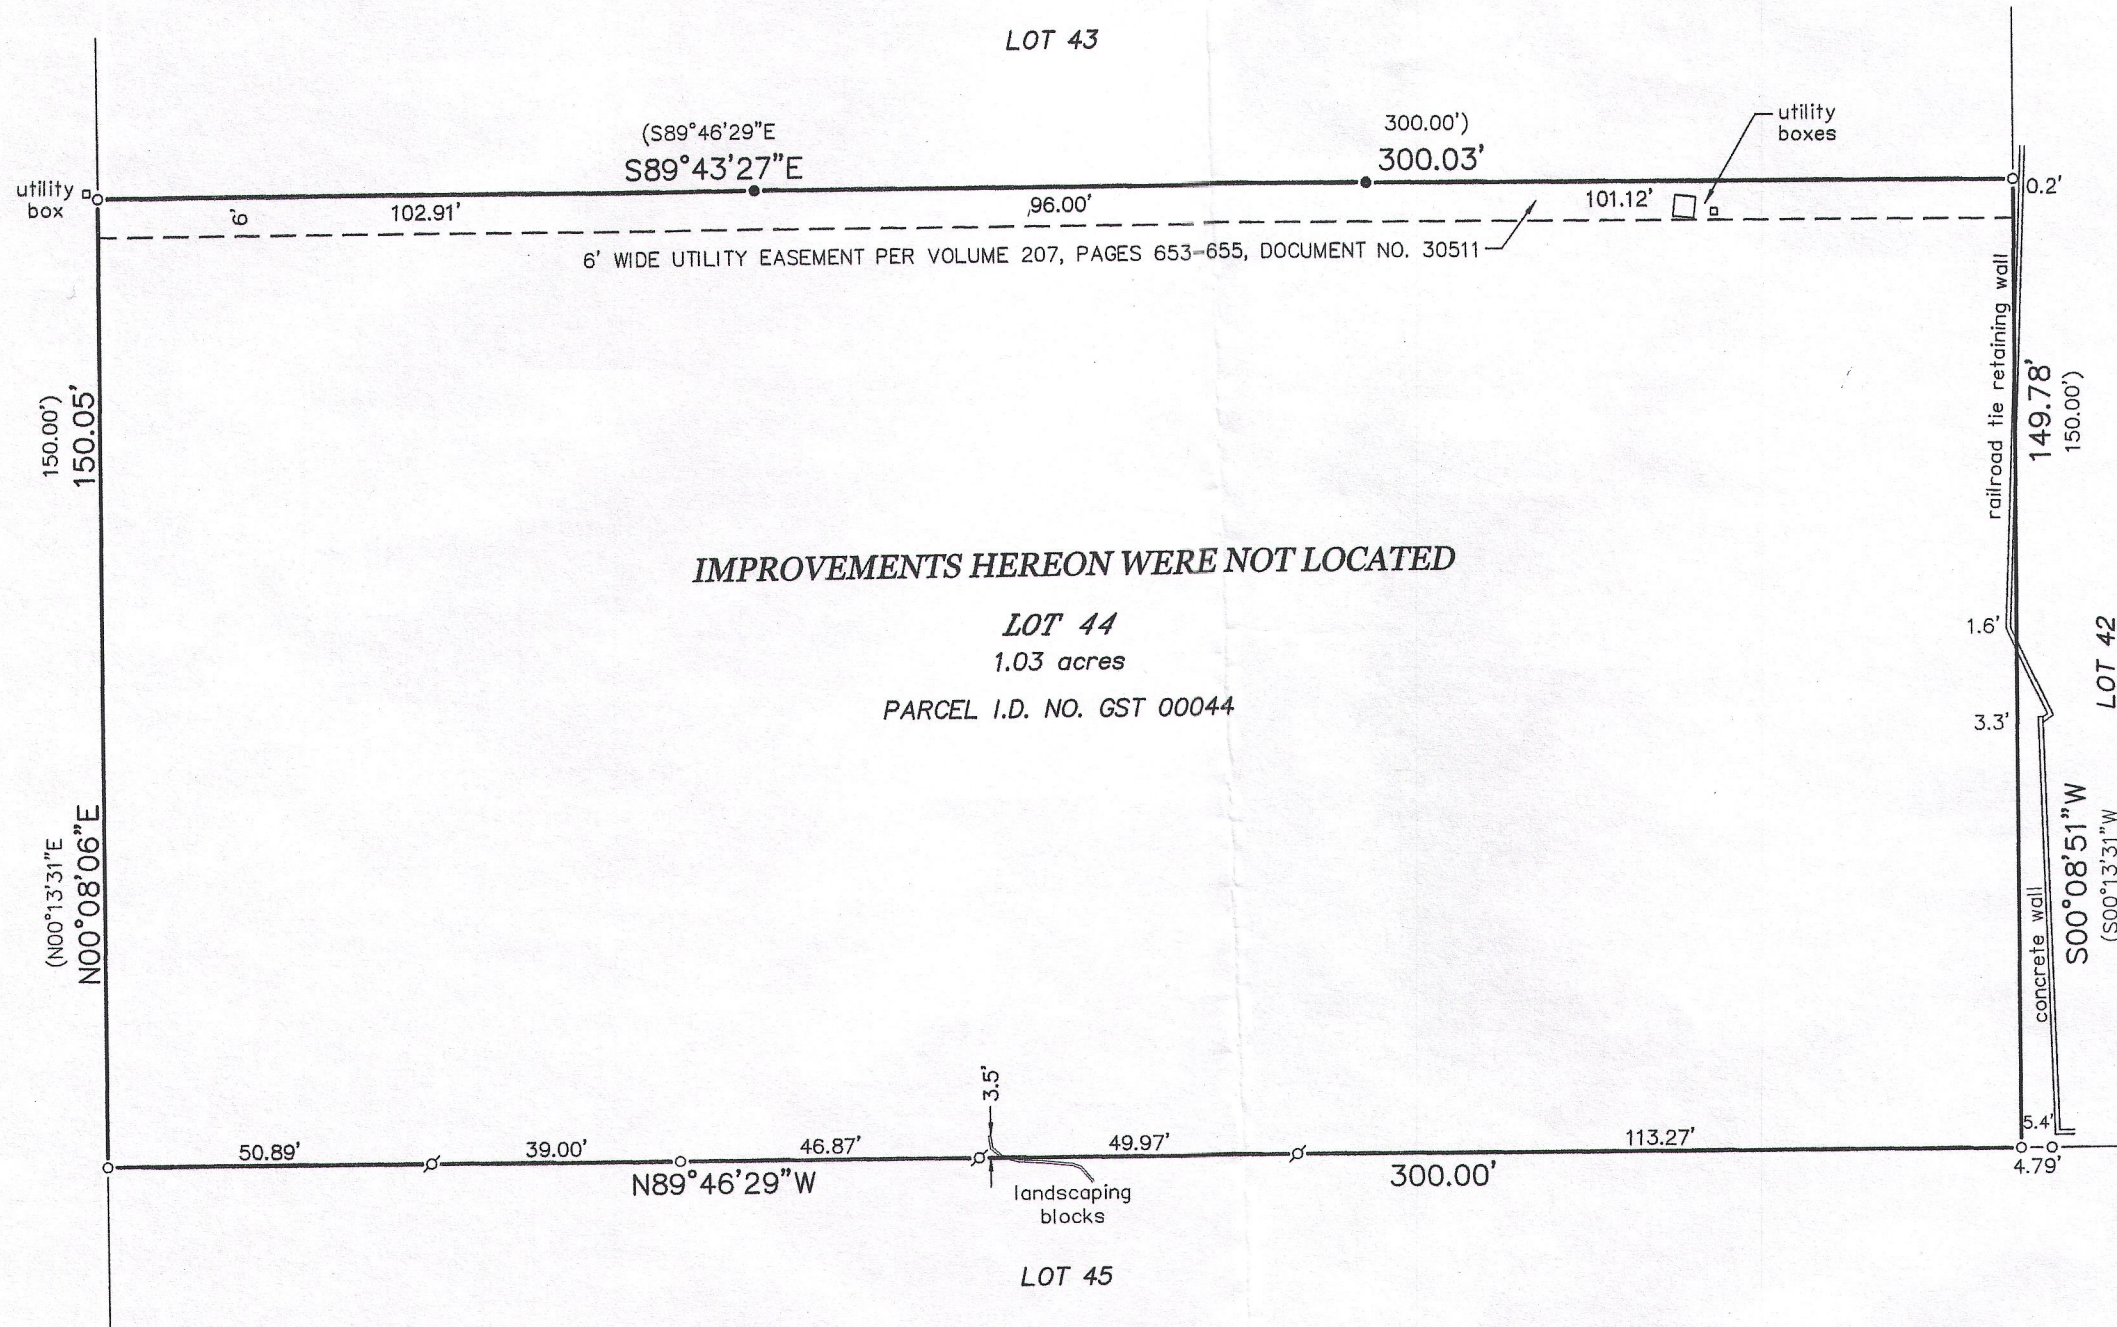 LOT 43
(S89°46'29"E
300.00')
S89°43'27"E
300.03'
utility
boxes
utility
box
6'
102.91'
96.00'
101.12'
0.2'
6' WIDE UTILITY EASEMENT PER VOLUME 207, PAGES 653-655, DOCUMENT NO. 30511
railroad tie retaining wall
150.00')
150.05'
149.78'
150.00')
IMPROVEMENTS HEREON WERE NOT LOCATED
LOT 44
1.03 acres
PARCEL I.D. NO. GST 00044
1.6'
LOT 42
3.3'
(N00°13'31"E
N00°08'06"E
concrete wall
S00°08'51"W
(S00°13'31"W
3.5'
50.89'
39.00'
46.87'
49.97'
113.27'
5.4'
N89°46'29"W
300.00'
4.79'
landscaping
blocks
LOT 45